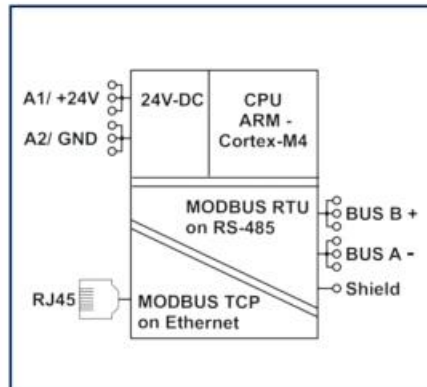 A1/ +24V
24V-DC
CPU
ARM -
Cortex-M4
A2/ GND
MODBUS RTU
on RS-485
BUS B +
BUS A -
Shield
RJ45
MODBUS TCP
on Ethernet